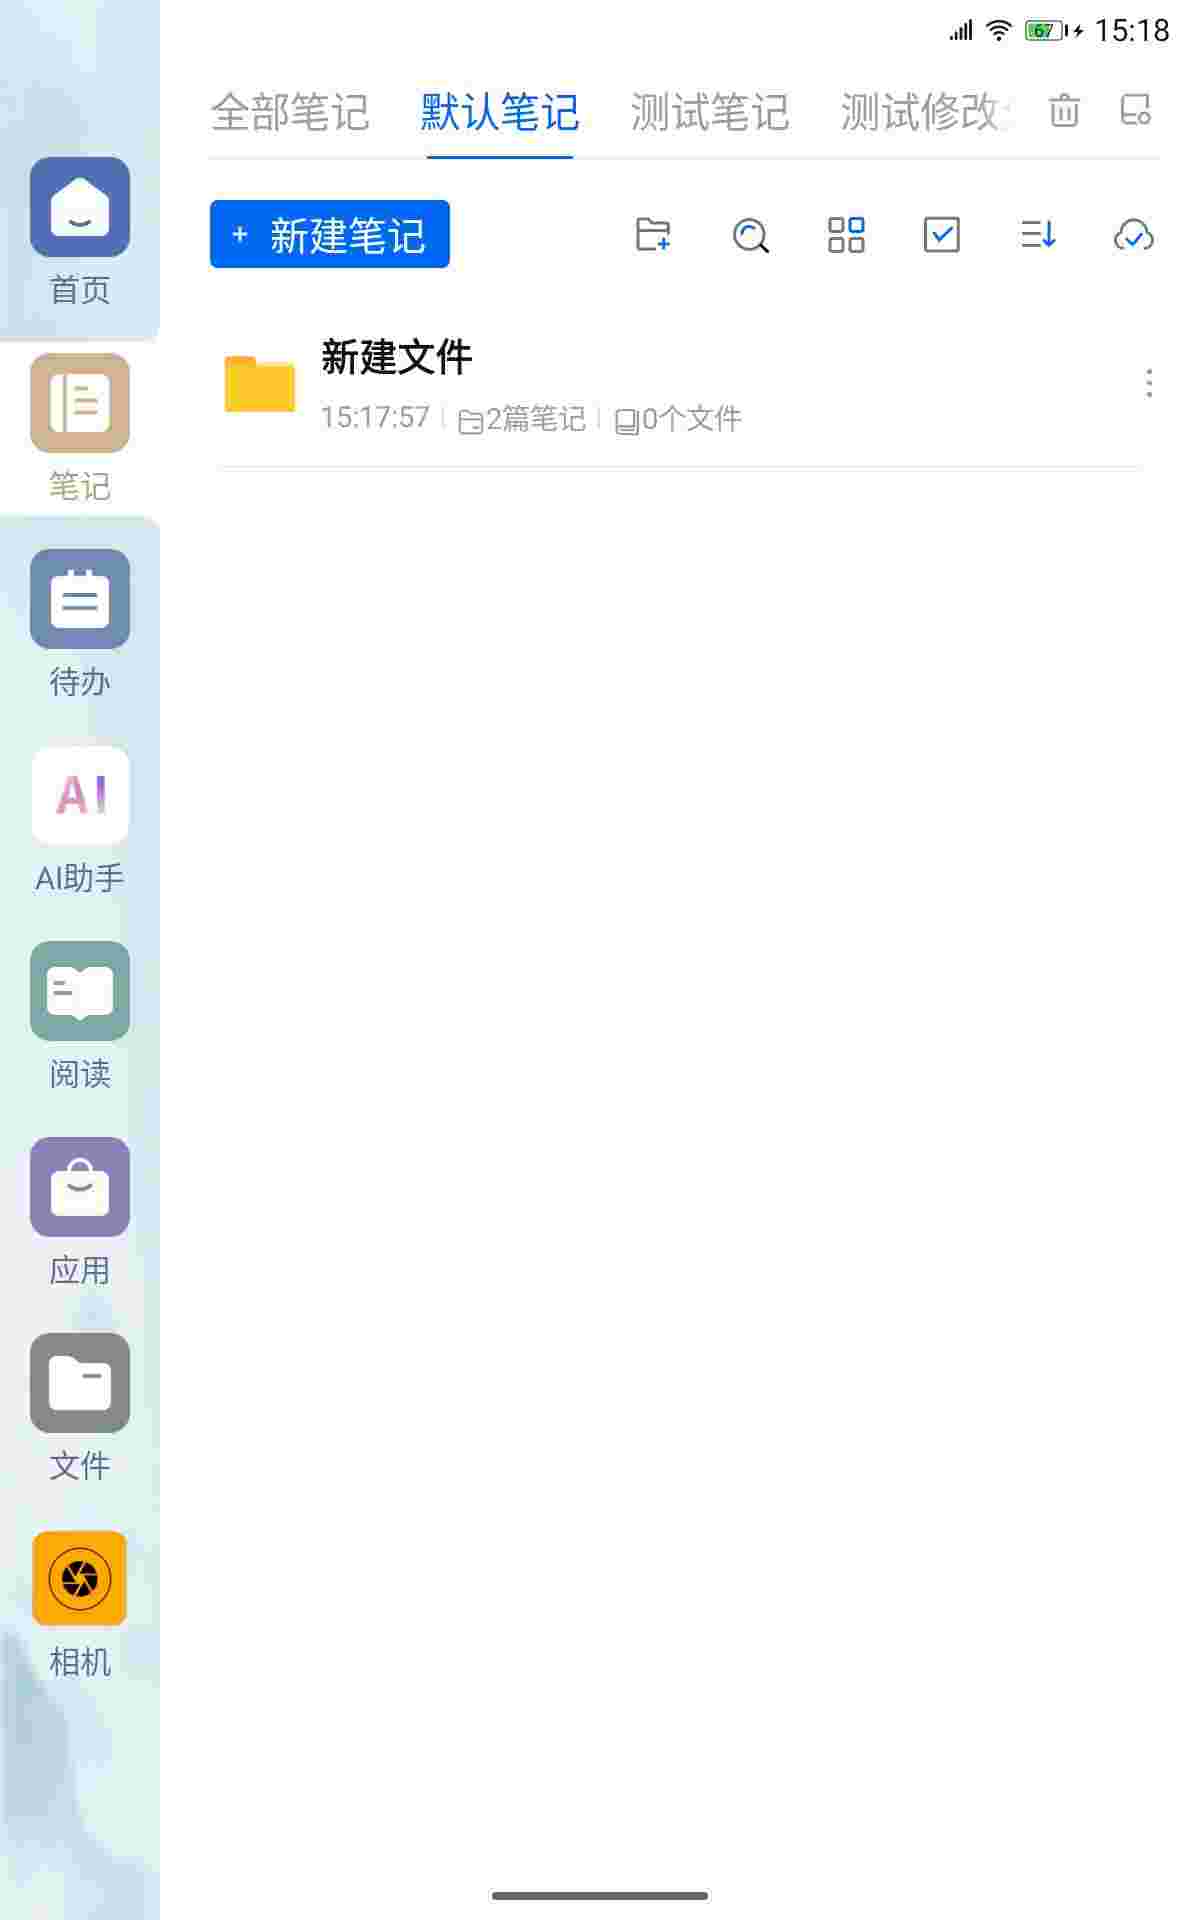 67 15:18
全部笔记 默认笔记 测试笔记 测试修改
+ 新建笔记
新建文件
15:17:57 2篇笔记 0个文件
首页
笔记
待办
AI
AI助手
阅读
应用
文件
相机